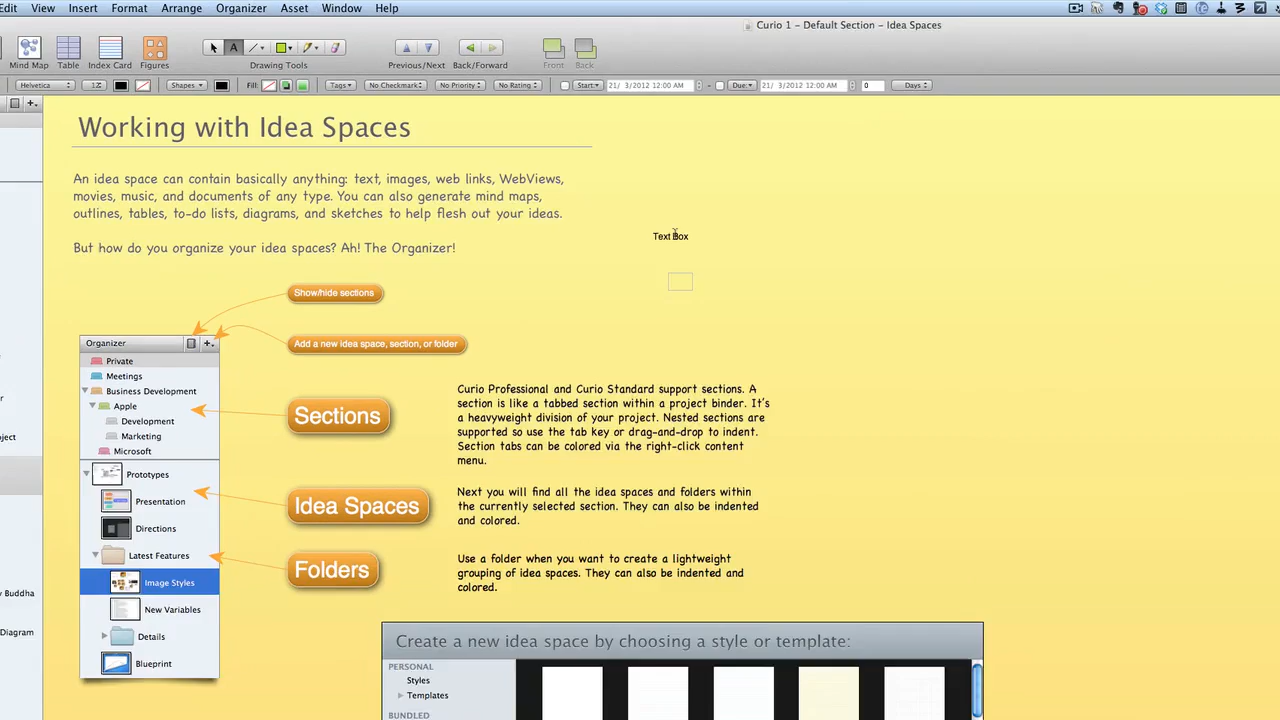 Edit View Insert Format Arrange Organizer Asset Window Help
Curio 1 - Default Section - Idea Spaces
Mind Map Table Index Card Figures Drawing Tools Previous/Next Back/Forward Front Back
Helvetica 12 Shapes Fill: Tags No Checkmark No Priority No Rating Start: 21/ 3/2012 12:00 AM - Due: 21/ 3/2012 12:00 AM 0 Days
Working with Idea Spaces
An idea space can contain basically anything: text, images, web links, WebViews,
movies, music, and documents of any type. You can also generate mind maps,
outlines, tables, to-do lists, diagrams, and sketches to help flesh out your ideas.
But how do you organize your idea spaces? Ah! The Organizer!
Text Box
Show/hide sections
Add a new idea space, section, or folder
Organizer
Private
Meetings
Business Development
Apple
Development
Marketing
Microsoft
Prototypes
Presentation
Directions
Latest Features
Image Styles
New Variables
Details
Blueprint
Sections
Curio Professional and Curio Standard support sections. A
section is like a tabbed section within a project binder. It's
a heavyweight division of your project. Nested sections are
supported so use the tab key or drag-and-drop to indent.
Section tabs can be colored via the right-click content
menu.
Idea Spaces
Next you will find all the idea spaces and folders within
the currently selected section. They can also be indented
and colored.
Folders
Use a folder when you want to create a lightweight
grouping of idea spaces. They can also be indented and
colored.
Create a new idea space by choosing a style or template:
PERSONAL
Styles
Templates
BUNDLED
Buddha
Diagram